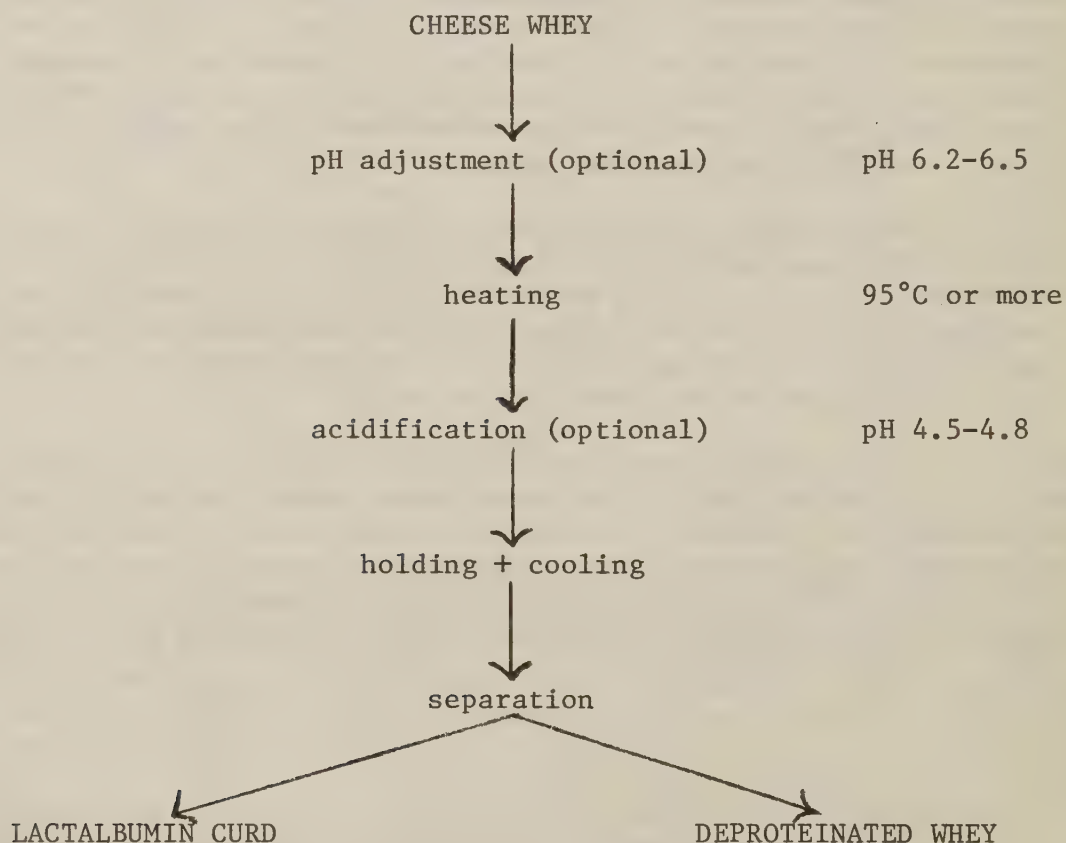 CHEESE WHEY
pH adjustment (optional) pH 6.2-6.5
heating 95°C or more
acidification (optional) pH 4.5-4.8
holding + cooling
separation
LACTALBUMIN CURD DEPROTEINATED WHEY